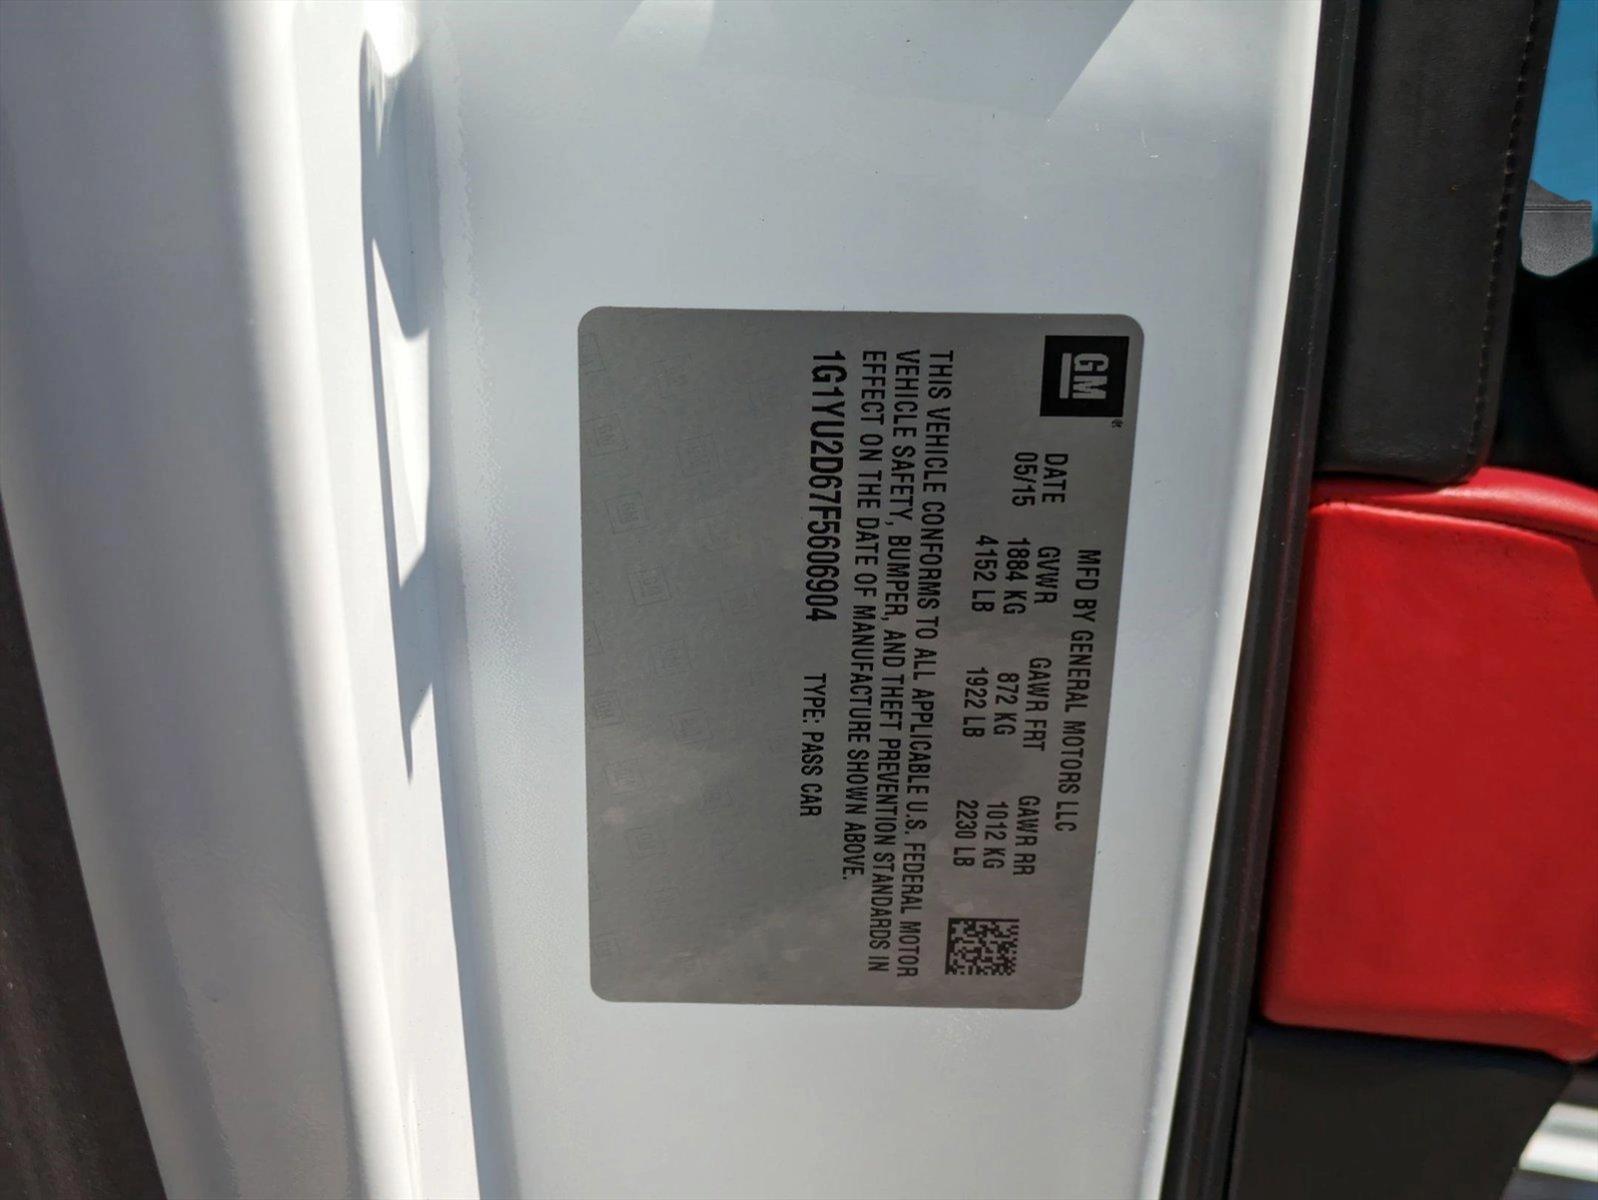 GM
MFD BY GENERAL MOTORS LLC
DATE GVWR GAWR FRT GAWR RR
05/15 1884 KG 872 KG 1012 KG
4152 LB 1922 LB 2230 LB
THIS VEHICLE CONFORMS TO ALL APPLICABLE U.S. FEDERAL MOTOR
VEHICLE SAFETY, BUMPER, AND THEFT PREVENTION STANDARDS IN
EFFECT ON THE DATE OF MANUFACTURE SHOWN ABOVE.
1G1YU2D67F5606904 TYPE: PASS CAR